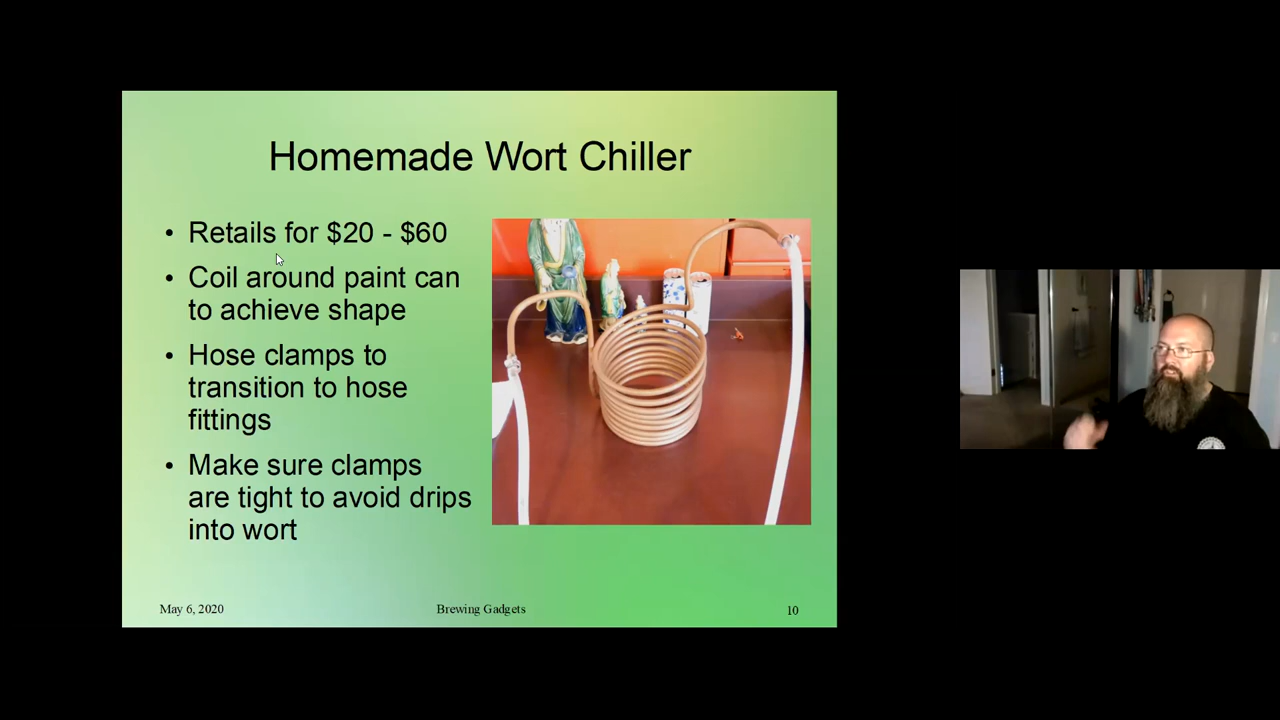 Homemade Wort Chiller
• Retails for $20 - $60
• Coil around paint can
to achieve shape
• Hose clamps to
transition to hose
fittings
• Make sure clamps
are tight to avoid drips
into wort
May 6, 2020
Brewing Gadgets
10